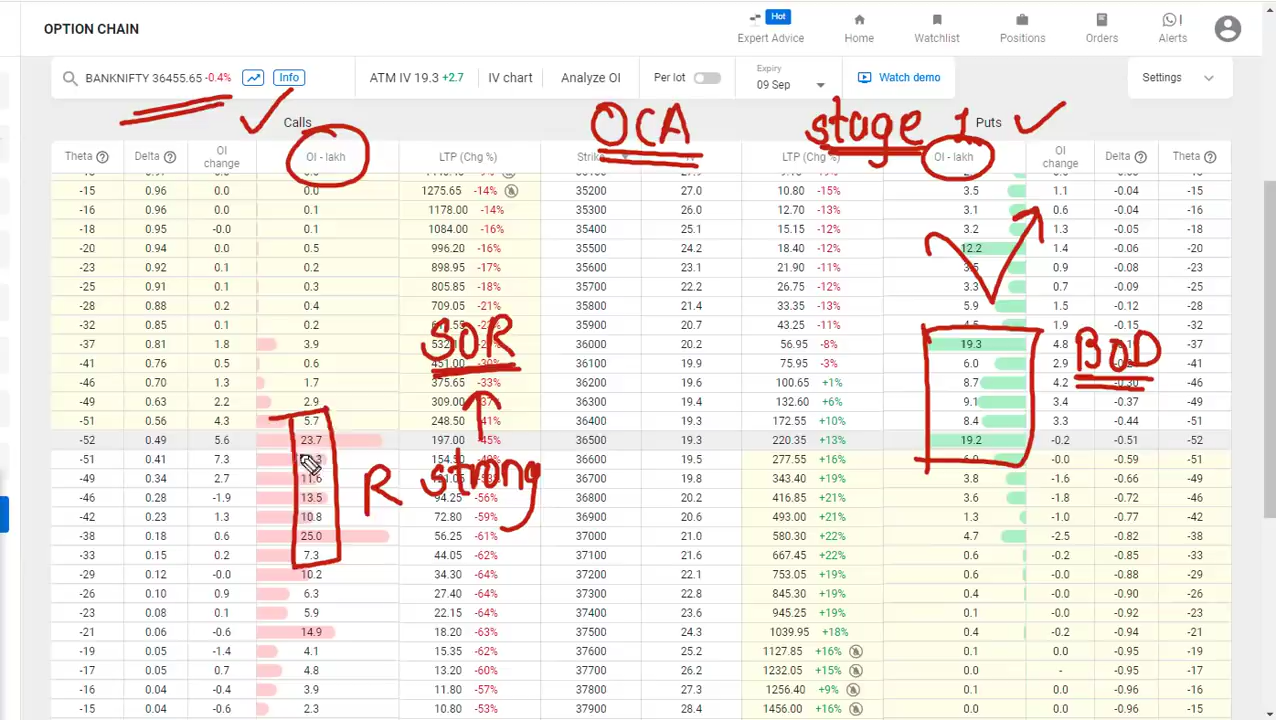 Hot
OPTION CHAIN
Expert Advice Home Watchlist Positions Orders Alerts
BANKNIFTY 36455.65 -0.4% Info ATM IV 19.3 +2.7 IV chart Analyze OI Per lot Expiry 09 Sep Watch demo Settings
Calls OCA stage 1 Puts
Theta Delta OI change OI - lakh LTP (Chg %) LTP (Chg %) OI - lakh OI change Delta Theta
-15 0.96 0.0 0.0 1275.65 -14% 35200 27.0 10.80 -15% 3.5 1.1 -0.04 -15
-16 0.96 0.0 0.1 1178.00 -14% 35300 26.0 12.70 -13% 3.1 0.6 -0.04 -16
-18 0.95 -0.0 0.1 1084.00 -16% 35400 25.1 15.15 -12% 3.2 1.3 -0.05 -18
-20 0.94 0.0 0.5 996.20 -16% 35500 24.2 18.40 -12% 12.2 1.4 -0.06 -20
-23 0.92 0.1 0.2 898.95 -17% 35600 23.1 21.90 -11% 3.5 0.9 -0.08 -23
-25 0.91 0.1 0.3 805.85 -18% 35700 22.2 26.75 -12% 3.3 0.7 -0.09 -25
-28 0.88 0.2 0.4 709.05 -21% 35800 21.4 33.35 -13% 5.9 1.5 -0.12 -28
-32 0.85 0.1 0.2 35900 20.7 43.25 -11% 1.9 -0.15 -32
-37 0.81 1.8 3.9 36000 20.2 56.95 -8% 19.3 4.8 -37
SOR BOD
-41 0.76 0.5 0.6 451.00 -30% 36100 19.9 75.95 -3% 6.0 2.9 -41
-46 0.70 1.3 1.7 375.65 -33% 36200 19.6 100.65 +1% 8.7 4.2 -0.30 -46
-49 0.63 2.2 2.9 309.00 -37% 36300 19.4 132.60 +6% 9.1 3.4 -0.37 -49
-51 0.56 4.3 5.7 248.50 -41% 36400 19.3 172.55 +10% 8.4 3.3 -0.44 -51
-52 0.49 5.6 23.7 197.00 -45% 36500 19.3 220.35 +13% 19.2 -0.2 -0.51 -52
-51 0.41 7.3 36600 19.5 277.55 +16% 6.0 -0.0 -0.59 -51
-49 0.34 2.7 11.6 36700 19.8 343.40 +19% 3.8 -1.6 -0.66 -49
R strong
-46 0.28 -1.9 13.5 94.25 -56% 36800 20.2 416.85 +21% 3.6 -1.8 -0.72 -46
-42 0.23 1.3 10.8 72.80 -59% 36900 20.6 493.00 +21% 1.3 -1.0 -0.77 -42
-38 0.18 0.6 25.0 56.25 -61% 37000 21.0 580.30 +22% 4.7 -2.5 -0.82 -38
-33 0.15 0.2 7.3 44.05 -62% 37100 21.6 667.45 +22% 0.6 -0.2 -0.85 -33
-29 0.12 -0.0 10.2 34.30 -64% 37200 22.1 753.05 +19% 0.6 -0.0 -0.88 -29
-26 0.10 0.9 6.3 27.40 -64% 37300 22.8 845.30 +19% 0.4 -0.0 -0.90 -26
-23 0.08 0.1 5.9 22.15 -64% 37400 23.6 945.25 +19% 0.1 -0.0 -0.92 -23
-21 0.06 -0.6 14.9 18.20 -63% 37500 24.3 1039.95 +18% 0.4 -0.2 -0.94 -21
-19 0.05 -1.4 4.1 15.35 -62% 37600 25.2 1127.85 +16% 0.1 0.0 -0.95 -19
-17 0.05 0.7 4.8 13.20 -60% 37700 26.2 1232.05 +15% 0.0 - -0.95 -17
-16 0.04 -0.4 3.9 11.80 -57% 37800 27.3 1256.40 +9% 0.1 0.0 -0.96 -16
-15 0.04 -0.6 2.3 10.80 -53% 37900 28.4 1456.00 +16% 0.0 0.0 -0.96 -15